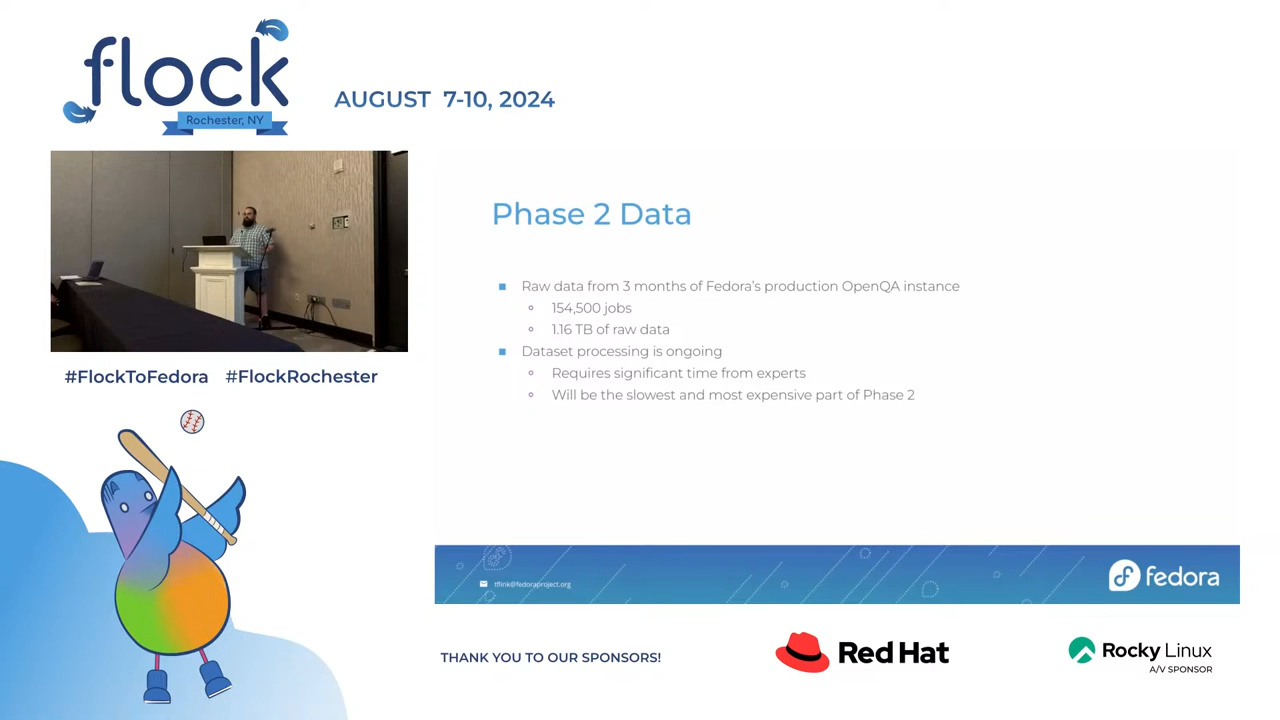 flock
Rochester, NY
AUGUST 7-10, 2024
#FlockToFedora #FlockRochester
Phase 2 Data
Raw data from 3 months of Fedora's production OpenQA instance
154,500 jobs
1.16 TB of raw data
Dataset processing is ongoing
Requires significant time from experts
Will be the slowest and most expensive part of Phase 2
tflink@fedoraproject.org
fedora
THANK YOU TO OUR SPONSORS!
Red Hat
Rocky Linux
A/V SPONSOR